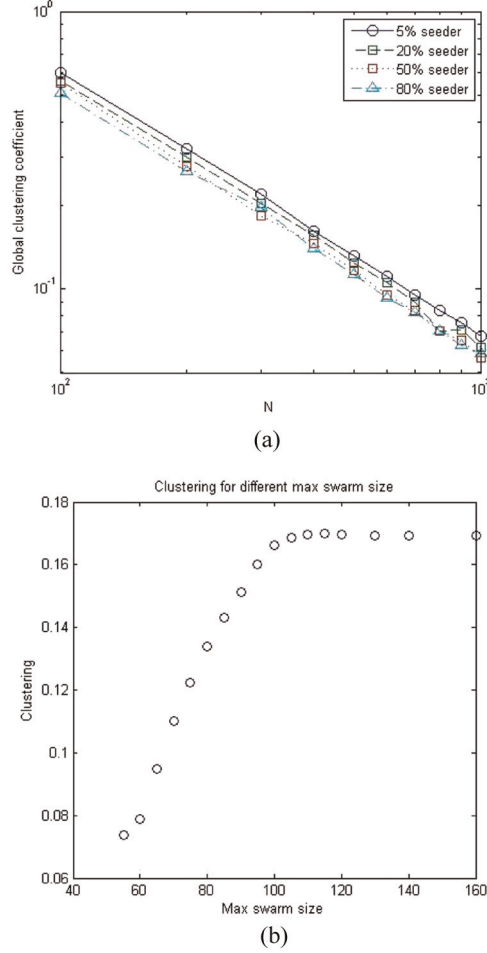 10^0
5% seeder
20% seeder
50% seeder
80% seeder
Global clustering coefficient
10^-1
10^2
N
(a)
Clustering for different max swarm size
0.18
0.16
0.14
0.12
0.1
0.08
0.06
Clustering
40
60
80
100
120
140
160
Max swarm size
(b)